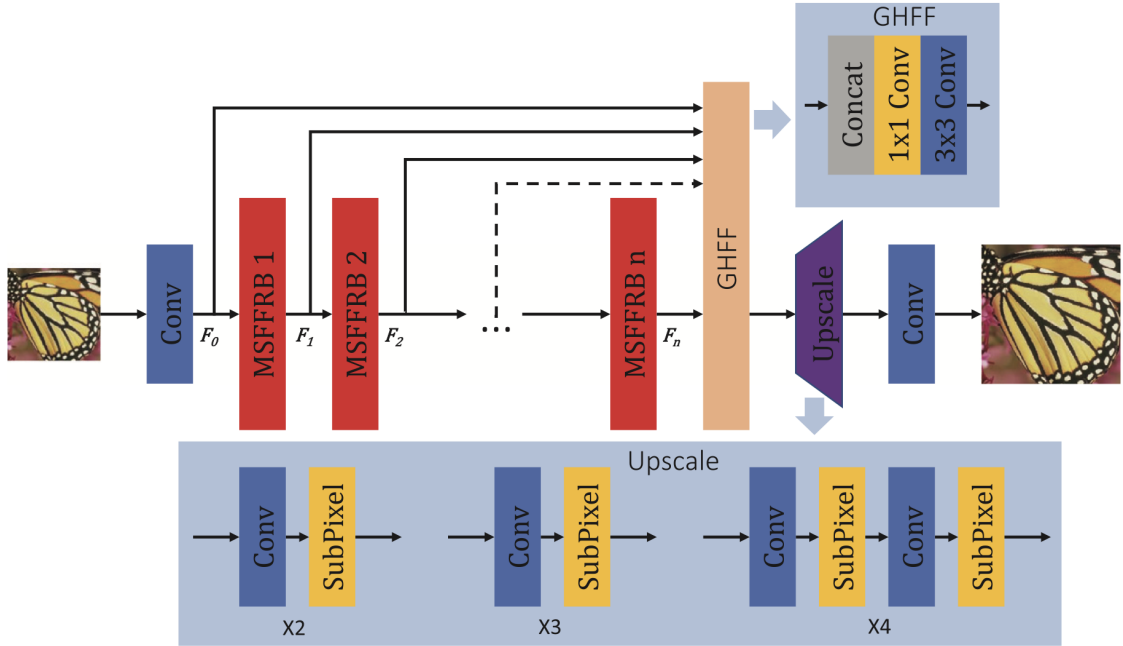 GHFF
Concat
1x1 Conv
3x3 Conv
Conv
F0
MSFFRB 1
F1
MSFFRB 2
F2
...
MSFFRB n
Fn
GHFF
Upscale
Conv
Upscale
Conv
SubPixel
X2
Conv
SubPixel
X3
Conv
SubPixel
Conv
SubPixel
X4